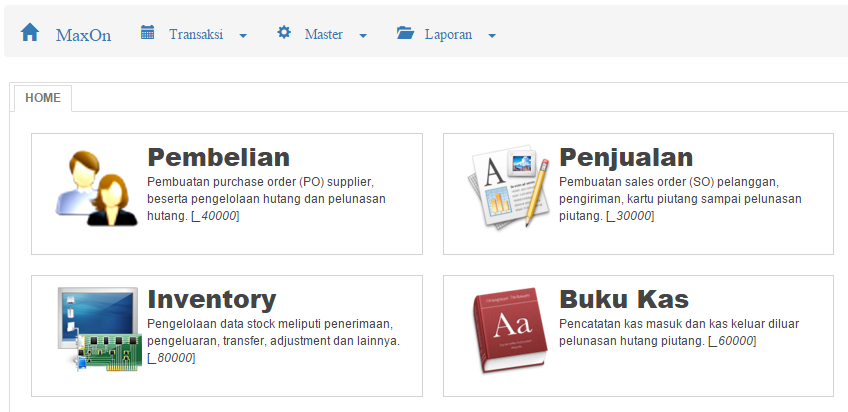 MaxOn Transaksi Master Laporan
HOME
Pembelian
Pembuatan purchase order (PO) supplier,
beserta pengelolaan hutang dan pelunasan
hutang. [_40000]
Penjualan
Pembuatan sales order (SO) pelanggan,
pengiriman, kartu piutang sampai pelunasan
piutang. [_30000]
Inventory
Pengelolaan data stock meliputi penerimaan,
pengeluaran, transfer, adjustment dan lainnya.
[_80000]
Buku Kas
Pencatatan kas masuk dan kas keluar diluar
pelunasan hutang piutang. [_60000]
A
Aa